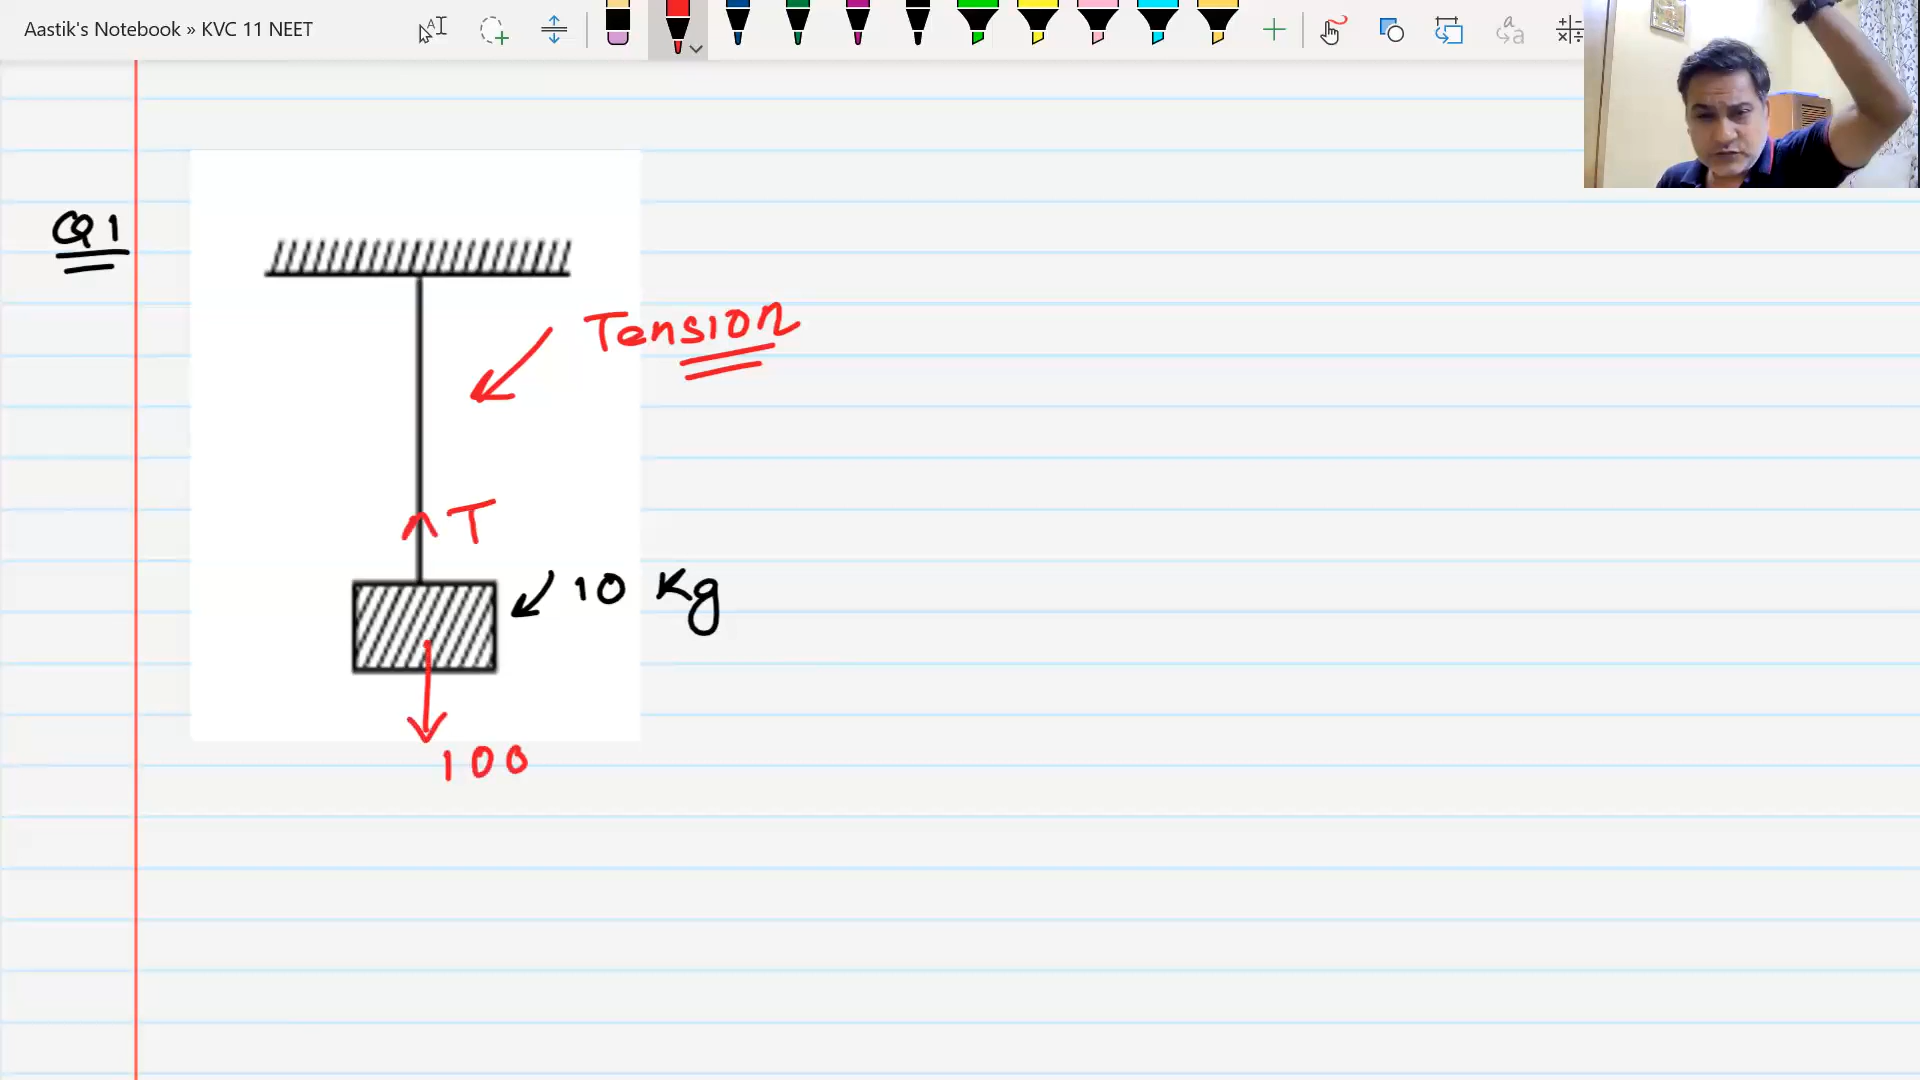 Aastik's Notebook » KVC 11 NEET
Q1
Tension
T
10 Kg
100